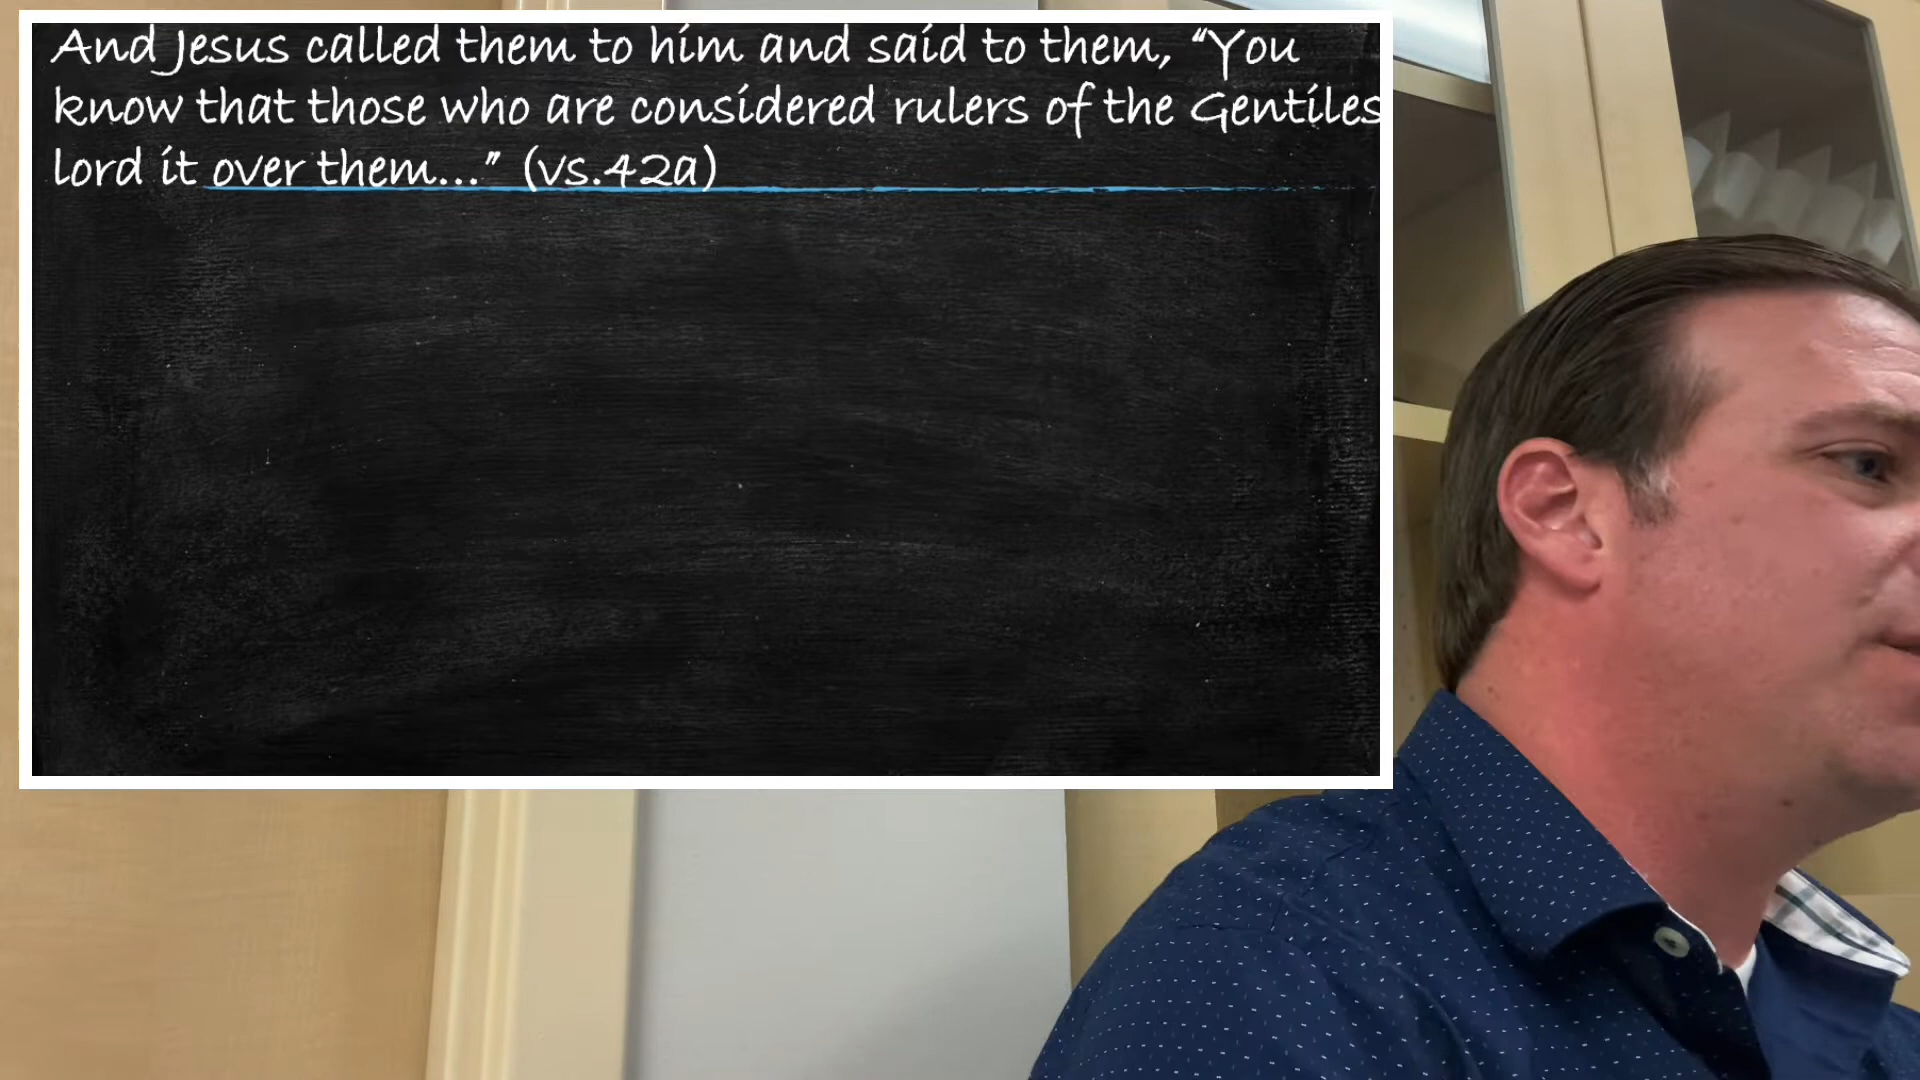 And Jesus called them to him and said to them, “You
know that those who are considered rulers of the Gentiles
lord it over them...” (vs.42a)